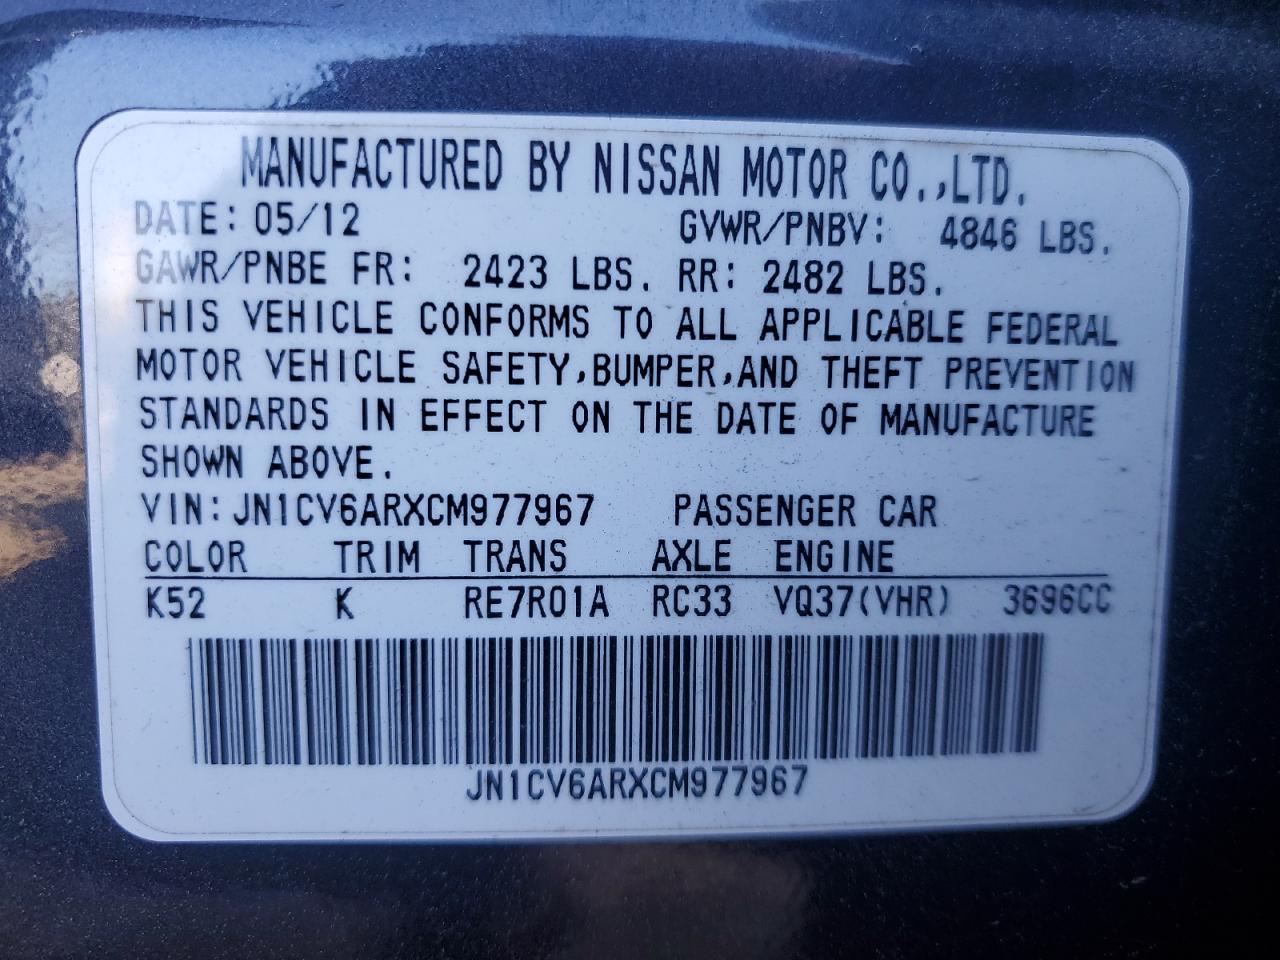 MANUFACTURED BY NISSAN MOTOR CO.,LTD.
DATE: 05/12 GVWR/PNBV: 4846 LBS.
GAWR/PNBE FR: 2423 LBS. RR: 2482 LBS.
THIS VEHICLE CONFORMS TO ALL APPLICABLE FEDERAL
MOTOR VEHICLE SAFETY,BUMPER,AND THEFT PREVENTION
STANDARDS IN EFFECT ON THE DATE OF MANUFACTURE
SHOWN ABOVE.
VIN: JN1CV6ARXCM977967 PASSENGER CAR
COLOR TRIM TRANS AXLE ENGINE
K52 K RE7R01A RC33 VQ37(VHR) 3696CC
JN1CV6ARXCM977967